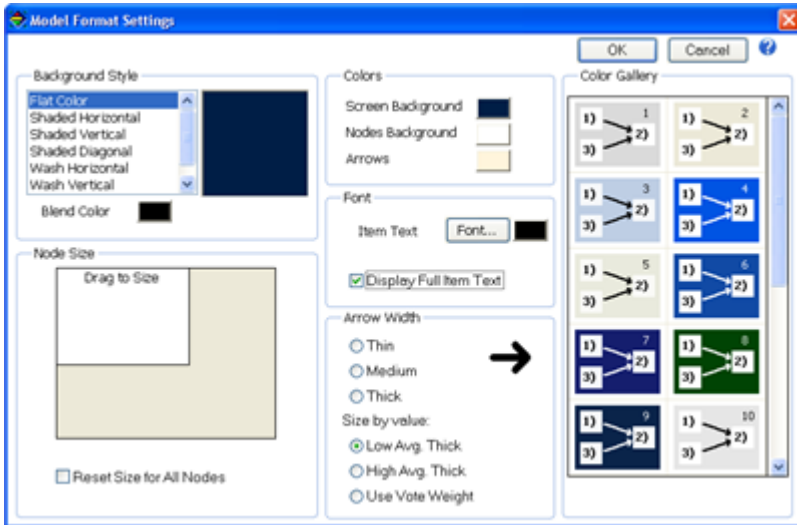 Model Format Settings
OK
Cancel
?
Background Style
Flat Color
Shaded Horizontal
Shaded Vertical
Shaded Diagonal
Wash Horizontal
Wash Vertical
Blend Color
Node Size
Drag to Size
Reset Size for All Nodes
Colors
Screen Background
Nodes Background
Arrows
Font
Item Text
Font...
Display Full Item Text
Arrow Width
Thin
Medium
Thick
Size by value:
Low Avg. Thick
High Avg. Thick
Use Vote Weight
Color Gallery
1) 1 2) 3)
1) 2 2) 3)
1) 3 2) 3)
1) 4 2) 3)
1) 5 2) 3)
1) 6 2) 3)
1) 7 2) 3)
1) 8 2) 3)
1) 9 2) 3)
1) 10 2) 3)